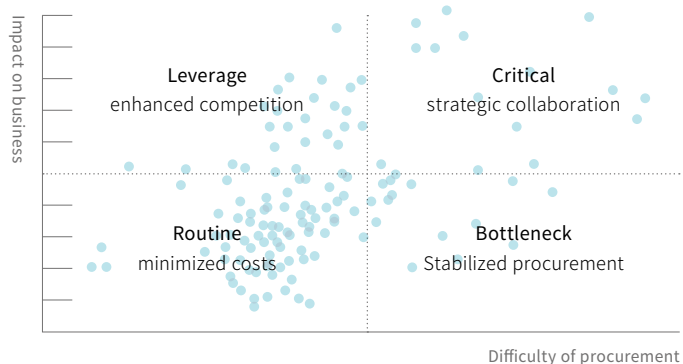 Impact on business
Leverage
enhanced competition
Critical
strategic collaboration
Routine
minimized costs
Bottleneck
Stabilized procurement
Difficulty of procurement